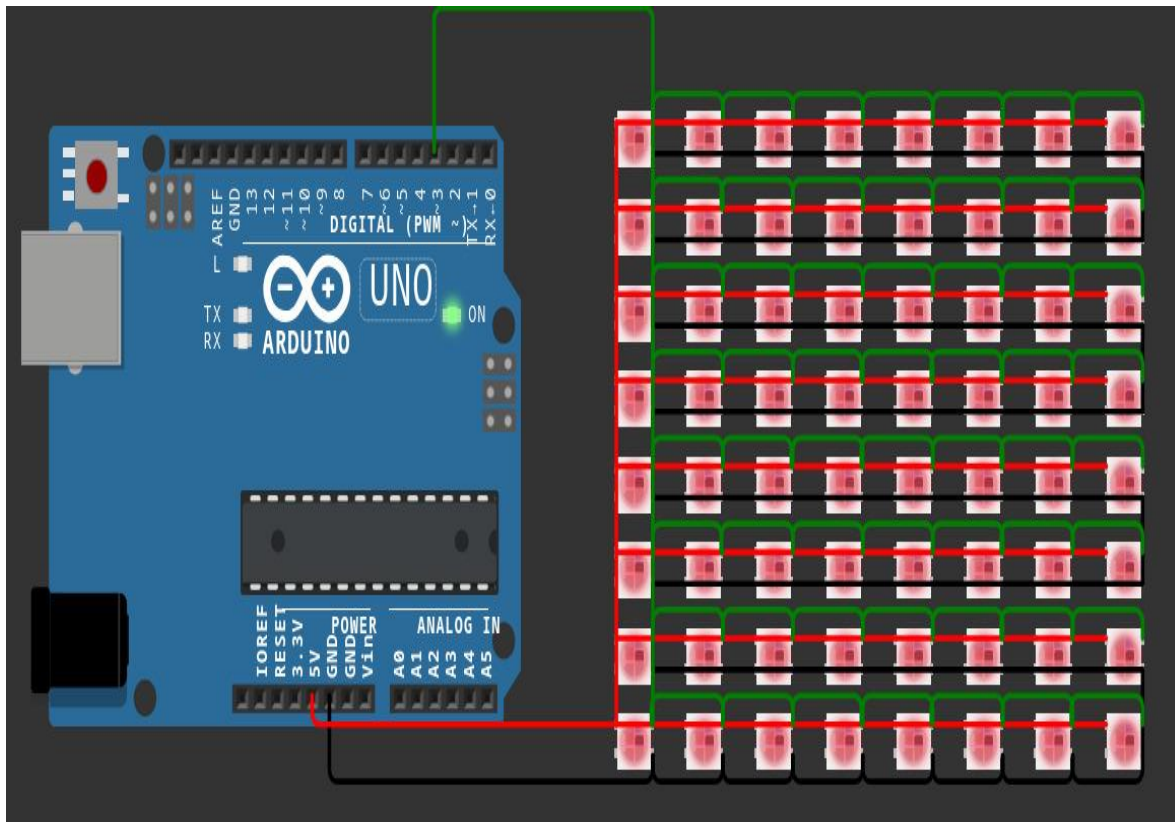 AREF
GND
13
12
~11
~10
~9
8
7
~6
~5
4
~3
2
TX→1
RX←0
DIGITAL (PWM ~)
L
UNO
TX
RX
ON
ARDUINO
IOREF
RESET
3.3V
5V
GND
GND
Vin
POWER
ANALOG IN
A0
A1
A2
A3
A4
A5